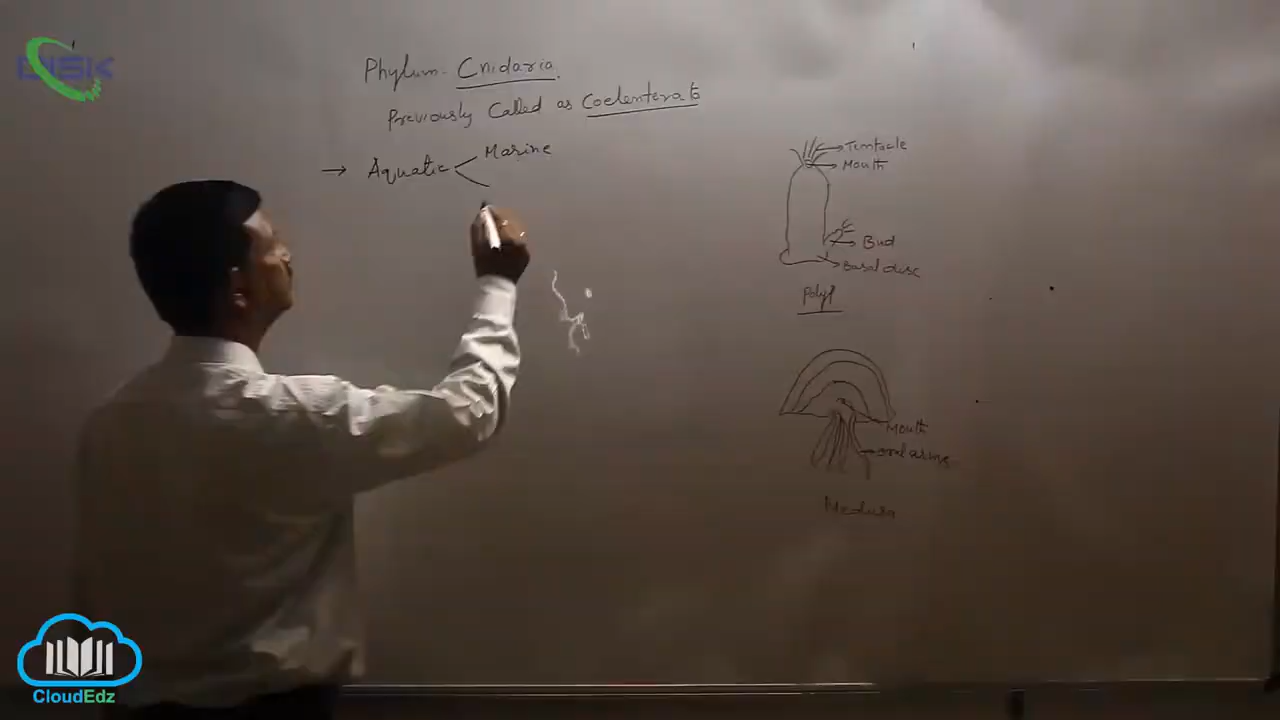 DISK
Phylum - Cnidaria.
Previously Called as Coelenterata
→ Aquatic
Marine
Tentacle
Mouth
Bud
Basal disc
Polyp
Mouth
oral arms
Medusa
CloudEdz